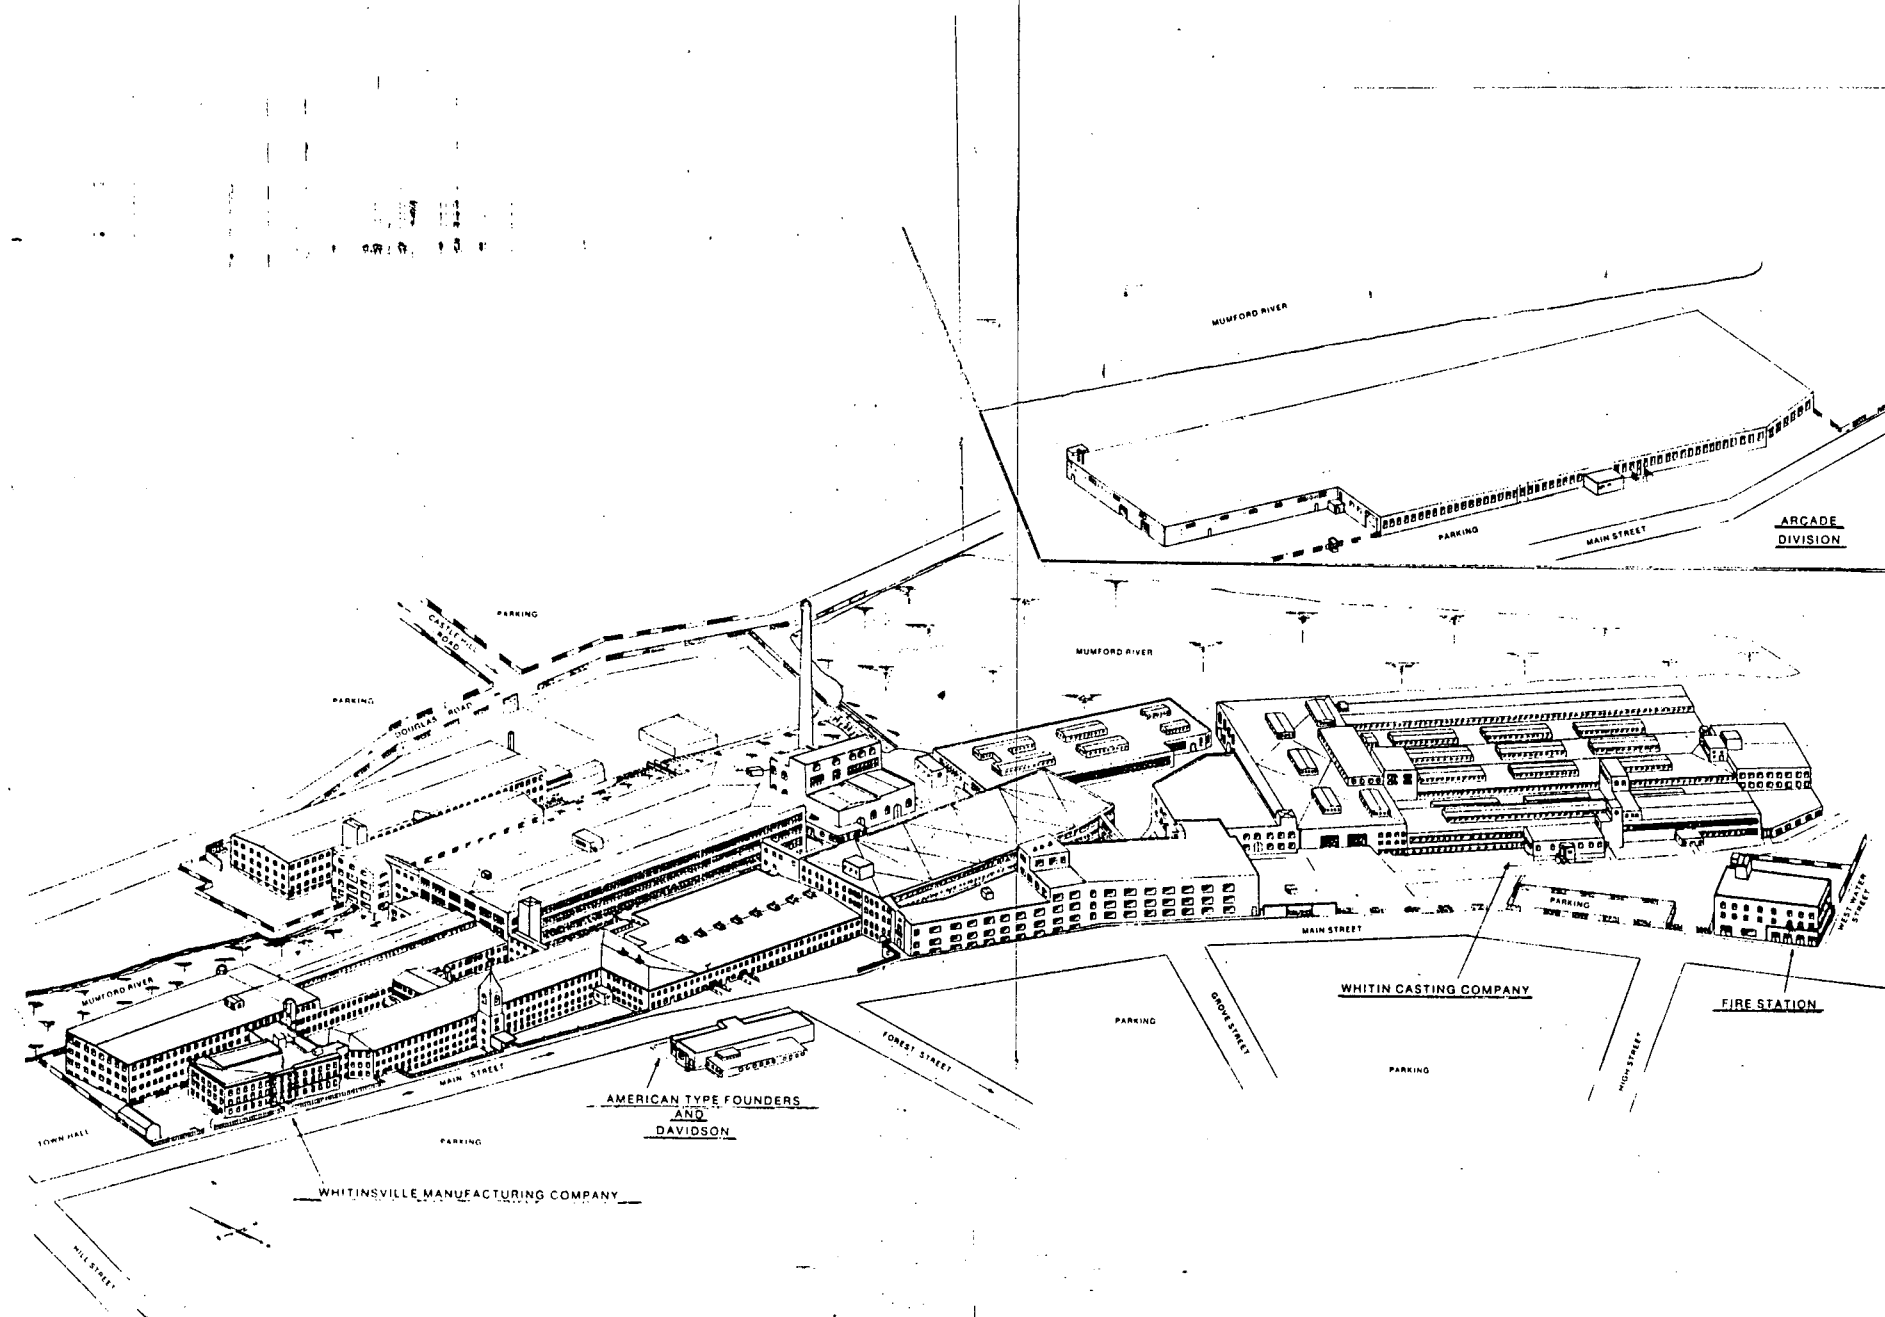 MUMFORD RIVER
PARKING
MAIN STREET
ARCADE
DIVISION
PARKING
CASTLE HILL
ROAD
PARKING
DOUGLAS ROAD
MUMFORD RIVER
MUMFORD RIVER
PARKING
WEST WATER
STREET
MAIN STREET
WHITIN CASTING COMPANY
FIRE STATION
GROVE STREET
PARKING
FOREST STREET
HIGH STREET
PARKING
MAIN STREET
AMERICAN TYPE FOUNDERS
AND
DAVIDSON
TOWN HALL
PARKING
WHITINSVILLE MANUFACTURING COMPANY
HILL STREET